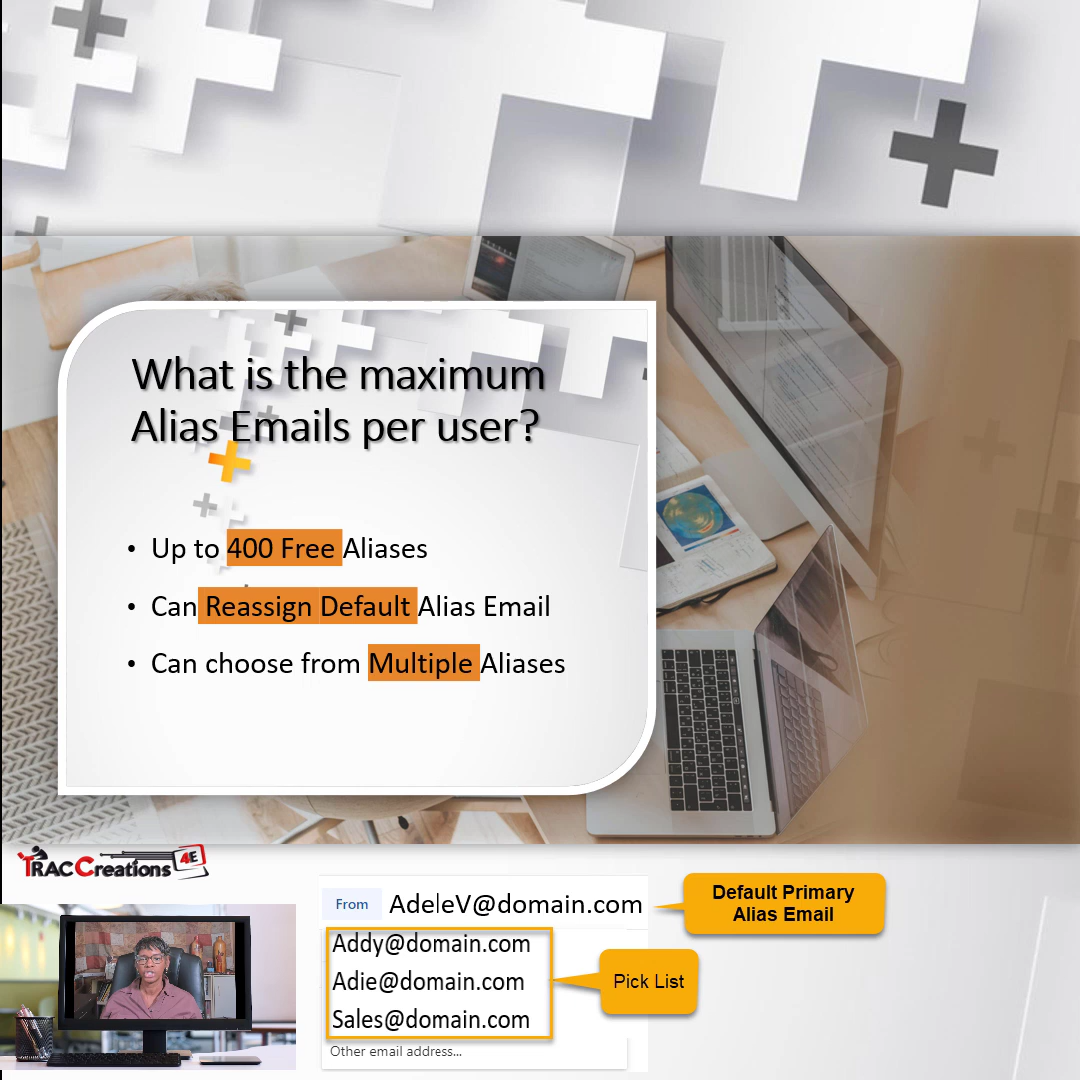 What is the maximum
Alias Emails per user?
• Up to 400 Free Aliases
• Can Reassign Default Alias Email
• Can choose from Multiple Aliases
TRACCreations 4E
From AdeleV@domain.com
Default Primary
Alias Email
Addy@domain.com
Adie@domain.com
Sales@domain.com
Pick List
Other email address...